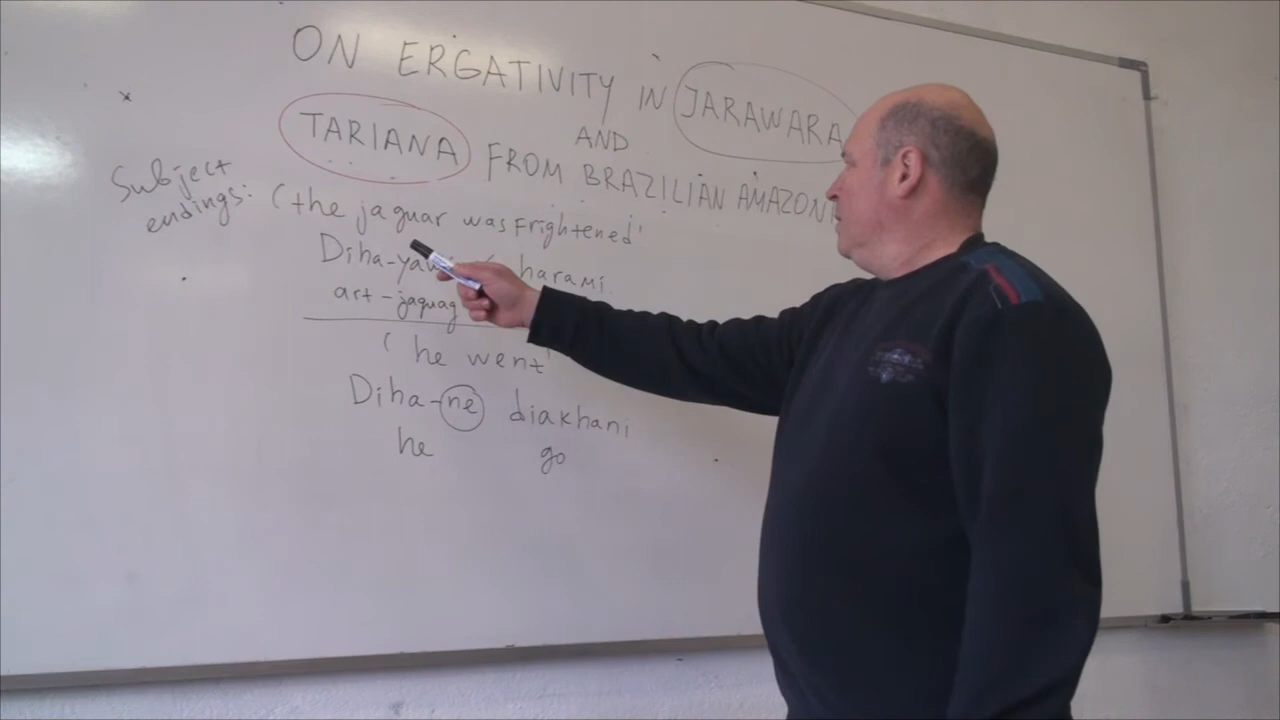 ON ERGATIVITY IN JARAWARA
AND
TARIANA FROM BRAZILIAN AMAZON
Subject
endings:
(the jaguar was Frightened'
Diha- harami.
art-jaguag
( he went'
Diha-ne diakhani
he go